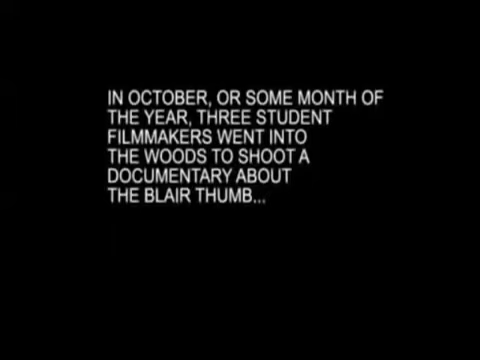 IN OCTOBER, OR SOME MONTH OF
THE YEAR, THREE STUDENT
FILMMAKERS WENT INTO
THE WOODS TO SHOOT A
DOCUMENTARY ABOUT
THE BLAIR THUMB...